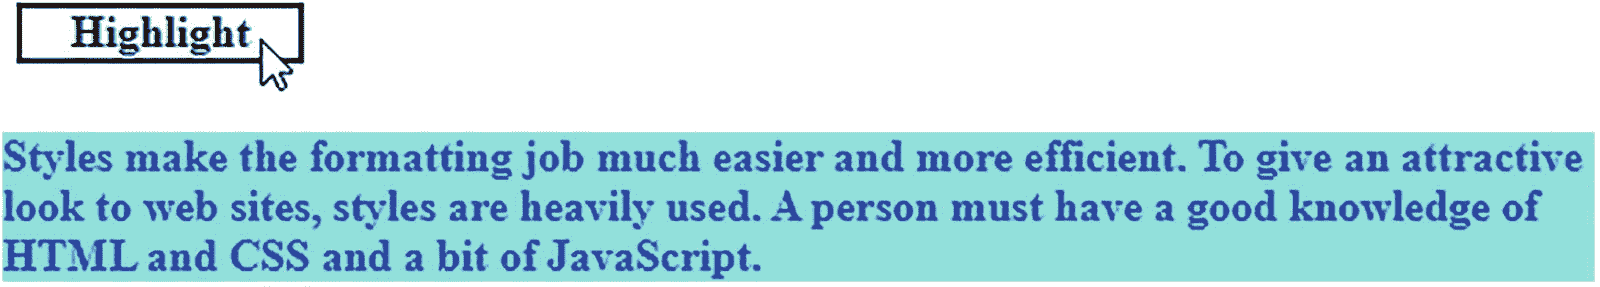 Highlight
Styles make the formatting job much easier and more efficient. To give an attractive
look to web sites, styles are heavily used. A person must have a good knowledge of
HTML and CSS and a bit of JavaScript.